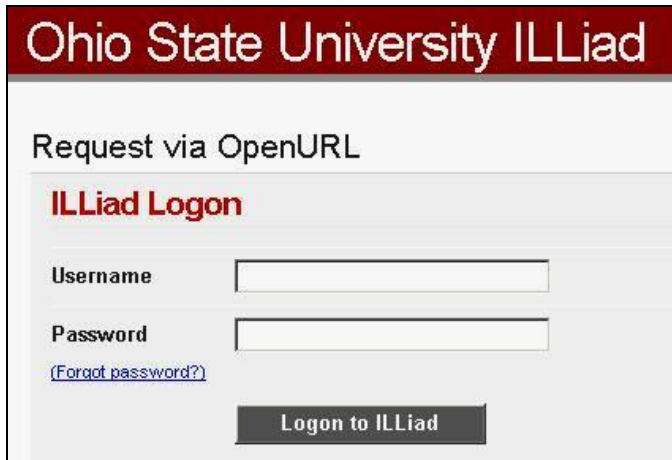 Ohio State University ILLiad
Request via OpenURL
ILLiad Logon
Username
Password
(Forgot password?)
Logon to ILLiad